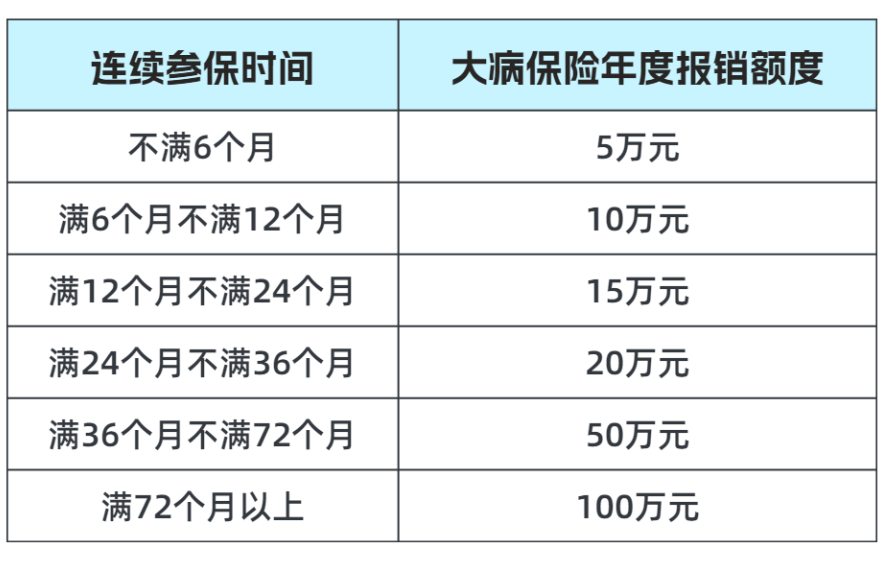 连续参保时间 大病保险年度报销额度
不满6个月 5万元
满6个月不满12个月 10万元
满12个月不满24个月 15万元
满24个月不满36个月 20万元
满36个月不满72个月 50万元
满72个月以上 100万元